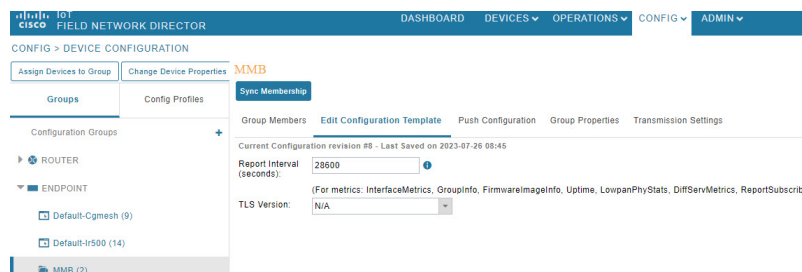 cisco IoT
FIELD NETWORK DIRECTOR
DASHBOARD DEVICES OPERATIONS CONFIG ADMIN
CONFIG > DEVICE CONFIGURATION
Assign Devices to Group Change Device Properties MMB
Sync Membership
Groups Config Profiles
Group Members Edit Configuration Template Push Configuration Group Properties Transmission Settings
Configuration Groups +
Current Configuration revision #8 - Last Saved on 2023-07-26 08:45
ROUTER
Report Interval (seconds): 28600
ENDPOINT
(For metrics: InterfaceMetrics, GroupInfo, FirmwareImageInfo, Uptime, LowpanPhyStats, DiffServMetrics, ReportSubscrib
TLS Version: N/A
Default-Cgmesh (9)
Default-Ir500 (14)
MMB (2)